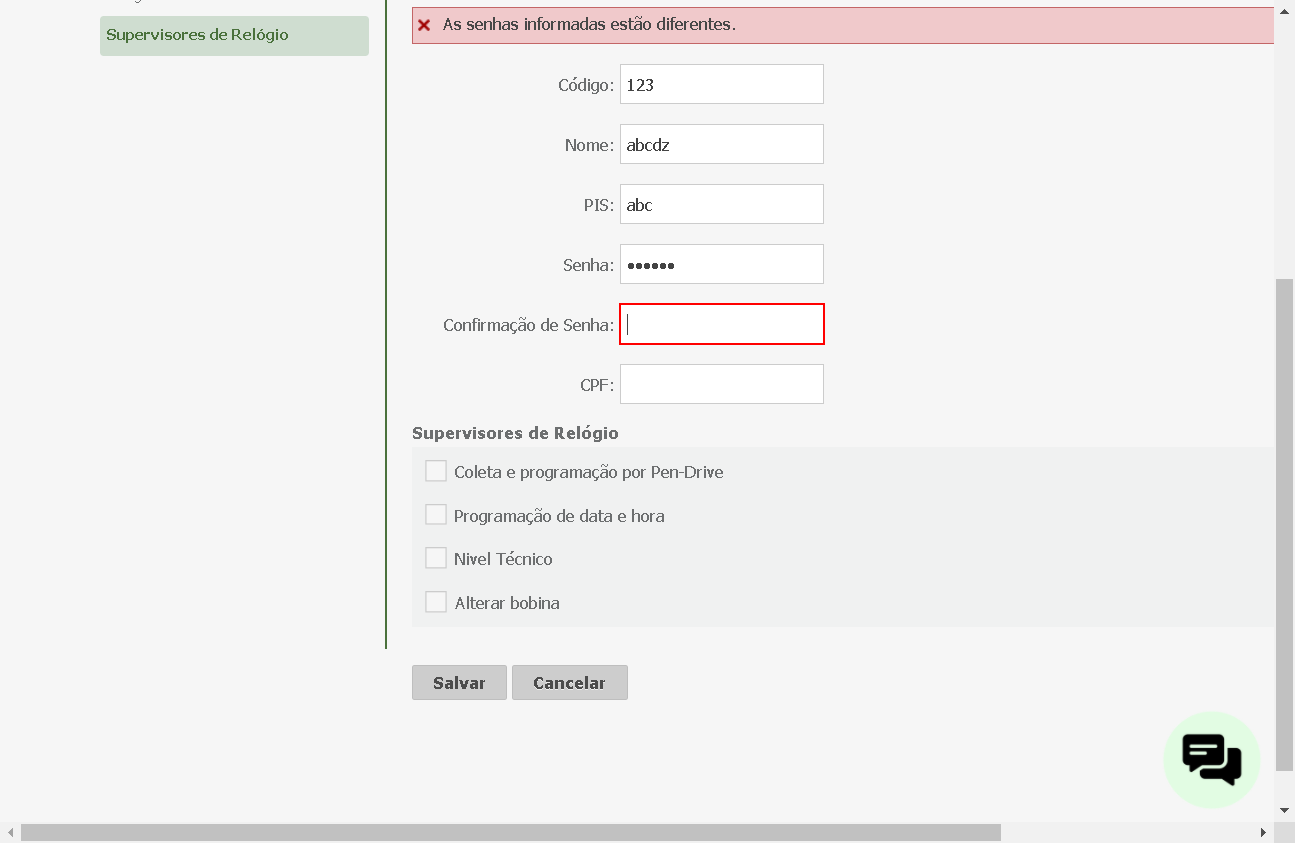 Supervisores de Relógio
As senhas informadas estão diferentes.
Código: 123
Nome: abcdz
PIS: abc
Senha: ••••••
Confirmação de Senha:
CPF:
Supervisores de Relógio
Coleta e programação por Pen-Drive
Programação de data e hora
Nivel Técnico
Alterar bobina
Salvar Cancelar